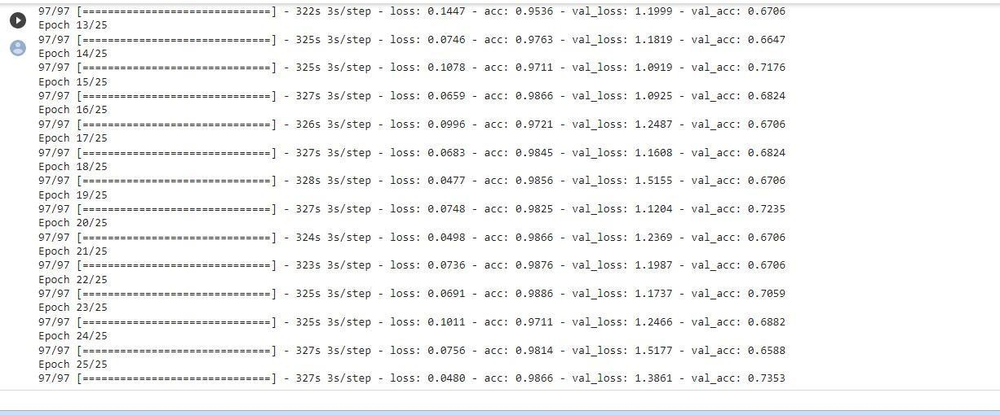 97/97 [==============================] - 322s 3s/step - loss: 0.1447 - acc: 0.9536 - val_loss: 1.1999 - val_acc: 0.6706
Epoch 13/25
97/97 [==============================] - 325s 3s/step - loss: 0.0746 - acc: 0.9763 - val_loss: 1.1819 - val_acc: 0.6647
Epoch 14/25
97/97 [==============================] - 325s 3s/step - loss: 0.1078 - acc: 0.9711 - val_loss: 1.0919 - val_acc: 0.7176
Epoch 15/25
97/97 [==============================] - 327s 3s/step - loss: 0.0659 - acc: 0.9866 - val_loss: 1.0925 - val_acc: 0.6824
Epoch 16/25
97/97 [==============================] - 326s 3s/step - loss: 0.0996 - acc: 0.9721 - val_loss: 1.2487 - val_acc: 0.6706
Epoch 17/25
97/97 [==============================] - 327s 3s/step - loss: 0.0683 - acc: 0.9845 - val_loss: 1.1608 - val_acc: 0.6824
Epoch 18/25
97/97 [==============================] - 328s 3s/step - loss: 0.0477 - acc: 0.9856 - val_loss: 1.5155 - val_acc: 0.6706
Epoch 19/25
97/97 [==============================] - 327s 3s/step - loss: 0.0748 - acc: 0.9825 - val_loss: 1.1204 - val_acc: 0.7235
Epoch 20/25
97/97 [==============================] - 324s 3s/step - loss: 0.0498 - acc: 0.9866 - val_loss: 1.2369 - val_acc: 0.6706
Epoch 21/25
97/97 [==============================] - 323s 3s/step - loss: 0.0736 - acc: 0.9876 - val_loss: 1.1987 - val_acc: 0.6706
Epoch 22/25
97/97 [==============================] - 325s 3s/step - loss: 0.0691 - acc: 0.9886 - val_loss: 1.1737 - val_acc: 0.7059
Epoch 23/25
97/97 [==============================] - 325s 3s/step - loss: 0.1011 - acc: 0.9711 - val_loss: 1.2466 - val_acc: 0.6882
Epoch 24/25
97/97 [==============================] - 327s 3s/step - loss: 0.0756 - acc: 0.9814 - val_loss: 1.5177 - val_acc: 0.6588
Epoch 25/25
97/97 [==============================] - 327s 3s/step - loss: 0.0480 - acc: 0.9866 - val_loss: 1.3861 - val_acc: 0.7353